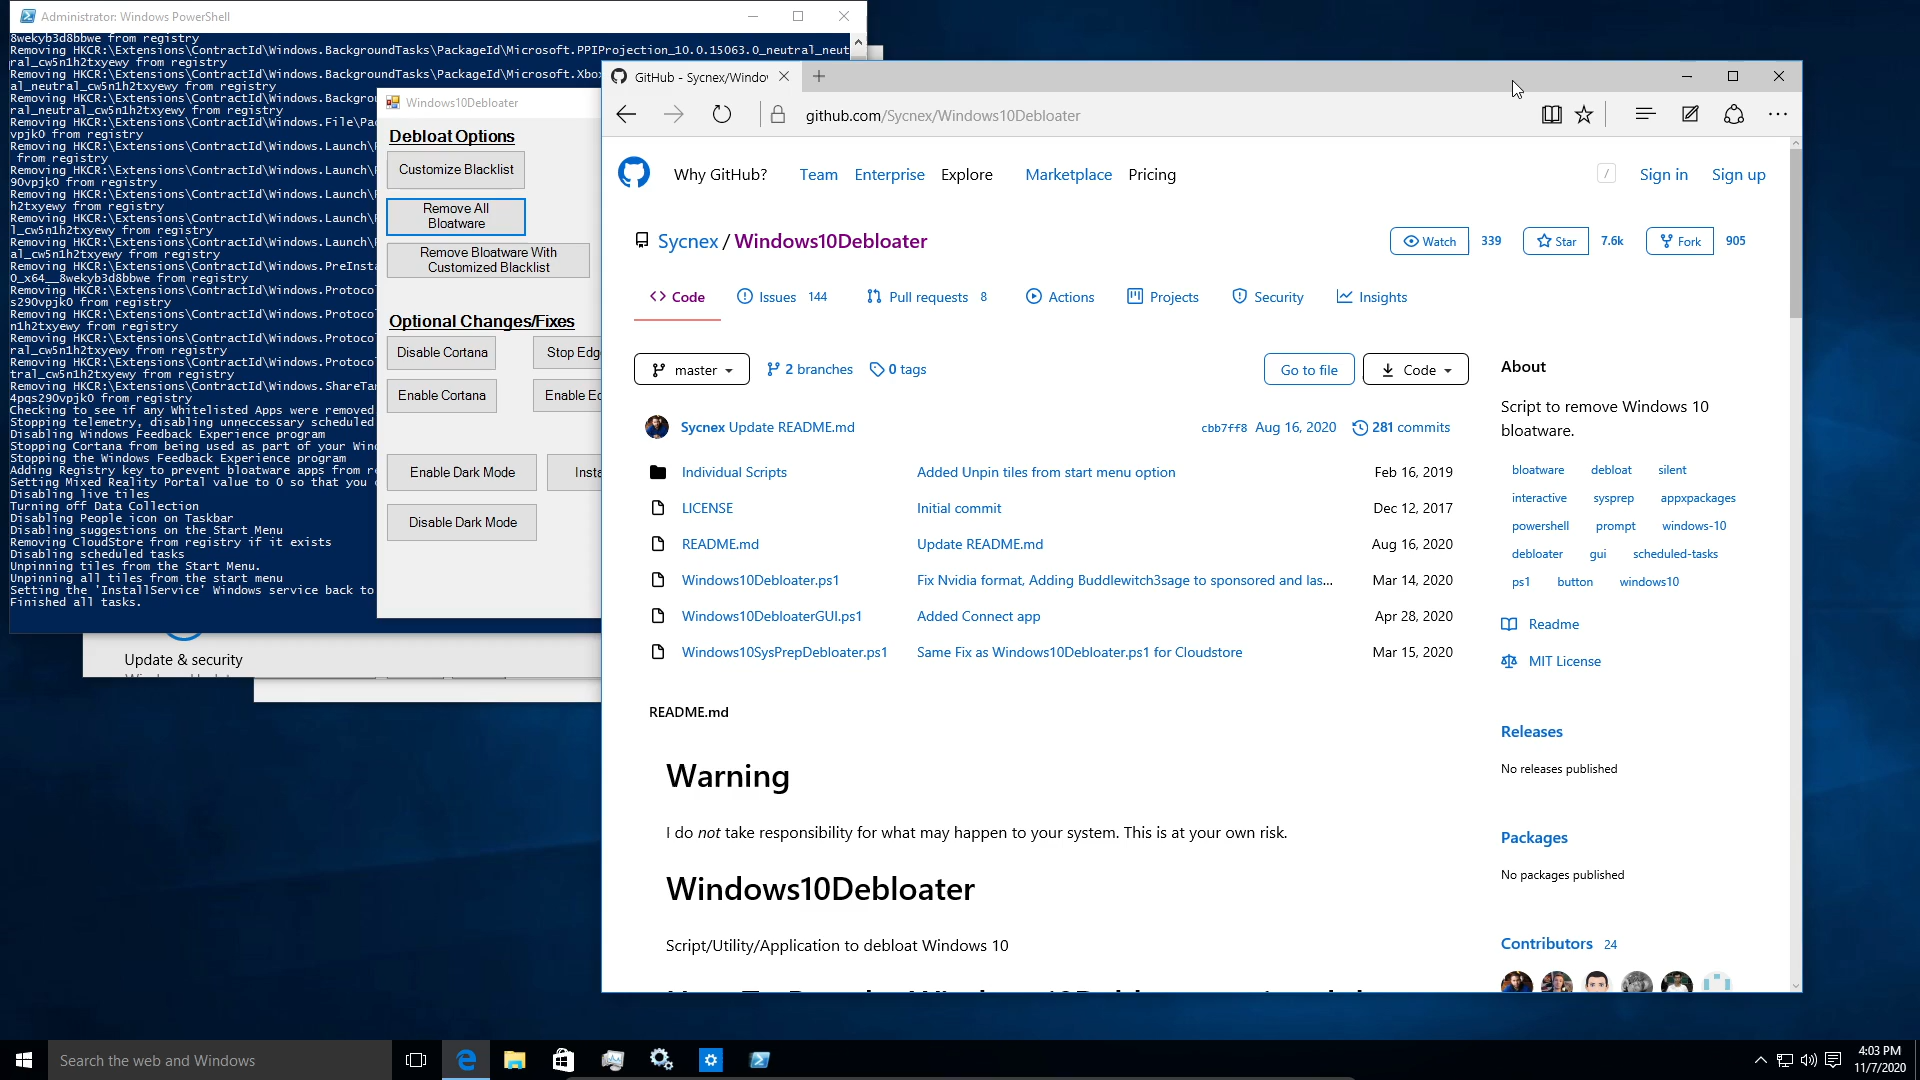 Administrator: Windows PowerShell
8wekyb3d8bbwe from registry
Removing HKCR:\Extensions\ContractId\Windows.BackgroundTasks\PackageId\Microsoft.PPIProjection_10.0.15063.0_neutral_neut
ral_cw5n1h2txyewy from registry
Removing HKCR:\Extensions\ContractId\Windows.BackgroundTasks\PackageId\Microsoft.Xbo
al_neutral_cw5n1h2txyewy from registry
Removing HKCR:\Extensions\ContractId\Windows.Backgrou
ral_neutral_cw5n1h2txyewy from registry
Removing HKCR:\Extensions\ContractId\Windows.File\Pac
vpjk0 from registry
Removing HKCR:\Extensions\ContractId\Windows.Launch\
from registry
Removing HKCR:\Extensions\ContractId\Windows.Launch\
90vpjk0 from registry
Removing HKCR:\Extensions\ContractId\Windows.Launch\
h2txyewy from registry
Removing HKCR:\Extensions\ContractId\Windows.Launch\
l_cw5n1h2txyewy from registry
Removing HKCR:\Extensions\ContractId\Windows.Launch\
al_cw5n1h2txyewy from registry
Removing HKCR:\Extensions\ContractId\Windows.PreInsta
0_x64__8wekyb3d8bbwe from registry
Removing HKCR:\Extensions\ContractId\Windows.Protocol
s290vpjk0 from registry
Removing HKCR:\Extensions\ContractId\Windows.Protocol
n1h2txyewy from registry
Removing HKCR:\Extensions\ContractId\Windows.Protocol
ral_cw5n1h2txyewy from registry
Removing HKCR:\Extensions\ContractId\Windows.Protocol
tral_cw5n1h2txyewy from registry
Removing HKCR:\Extensions\ContractId\Windows.ShareTar
4pqs290vpjk0 from registry
Checking to see if any Whitelisted Apps were removed
Stopping telemetry, disabling unneccessary scheduled
Disabling Windows Feedback Experience program
Stopping Cortana from being used as part of your Wind
Stopping the Windows Feedback Experience program
Adding Registry key to prevent bloatware apps from r
Setting Mixed Reality Portal value to 0 so that you
Disabling live tiles
Turning off Data Collection
Disabling People icon on Taskbar
Disabling suggestions on the Start Menu
Removing CloudStore from registry if it exists
Disabling scheduled tasks
Unpinning tiles from the Start Menu.
Unpinning all tiles from the start menu
Setting the 'InstallService' Windows service back to
Finished all tasks.
Update & security
Windows10Debloater
Debloat Options
Customize Blacklist
Remove All
Bloatware
Remove Bloatware With
Customized Blacklist
Optional Changes/Fixes
Disable Cortana
Stop Edg
Enable Cortana
Enable Ed
Enable Dark Mode
Insta
Disable Dark Mode
GitHub - Sycnex/Windo
github.com/Sycnex/Windows10Debloater
Why GitHub? Team Enterprise Explore Marketplace Pricing / Sign in Sign up
Sycnex / Windows10Debloater
Watch 339 Star 7.6k Fork 905
Code Issues 144 Pull requests 8 Actions Projects Security Insights
master 2 branches 0 tags Go to file Code
Sycnex Update README.md cbb7ff8 Aug 16, 2020 281 commits
Individual Scripts Added Unpin tiles from start menu option Feb 16, 2019
LICENSE Initial commit Dec 12, 2017
README.md Update README.md Aug 16, 2020
Windows10Debloater.ps1 Fix Nvidia format, Adding Buddlewitch3sage to sponsored and las... Mar 14, 2020
Windows10DebloaterGUI.ps1 Added Connect app Apr 28, 2020
Windows10SysPrepDebloater.ps1 Same Fix as Windows10Debloater.ps1 for Cloudstore Mar 15, 2020
README.md
Warning
I do not take responsibility for what may happen to your system. This is at your own risk.
Windows10Debloater
Script/Utility/Application to debloat Windows 10
About
Script to remove Windows 10
bloatware.
bloatware debloat silent
interactive sysprep appxpackages
powershell prompt windows-10
debloater gui scheduled-tasks
ps1 button windows10
Readme
MIT License
Releases
No releases published
Packages
No packages published
Contributors 24
Search the web and Windows
4:03 PM
11/7/2020